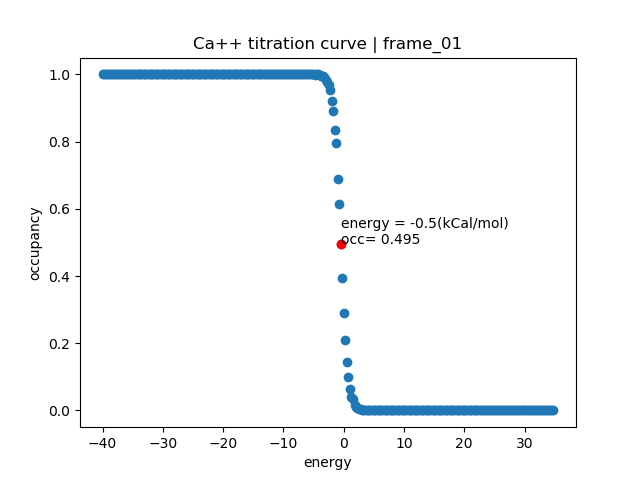 Ca++ titration curve | frame_01
1.0
0.8
0.6
0.4
0.2
0.0
occupancy
energy = -0.5(kCal/mol)
occ= 0.495
−40
−30
−20
−10
0
10
20
30
energy